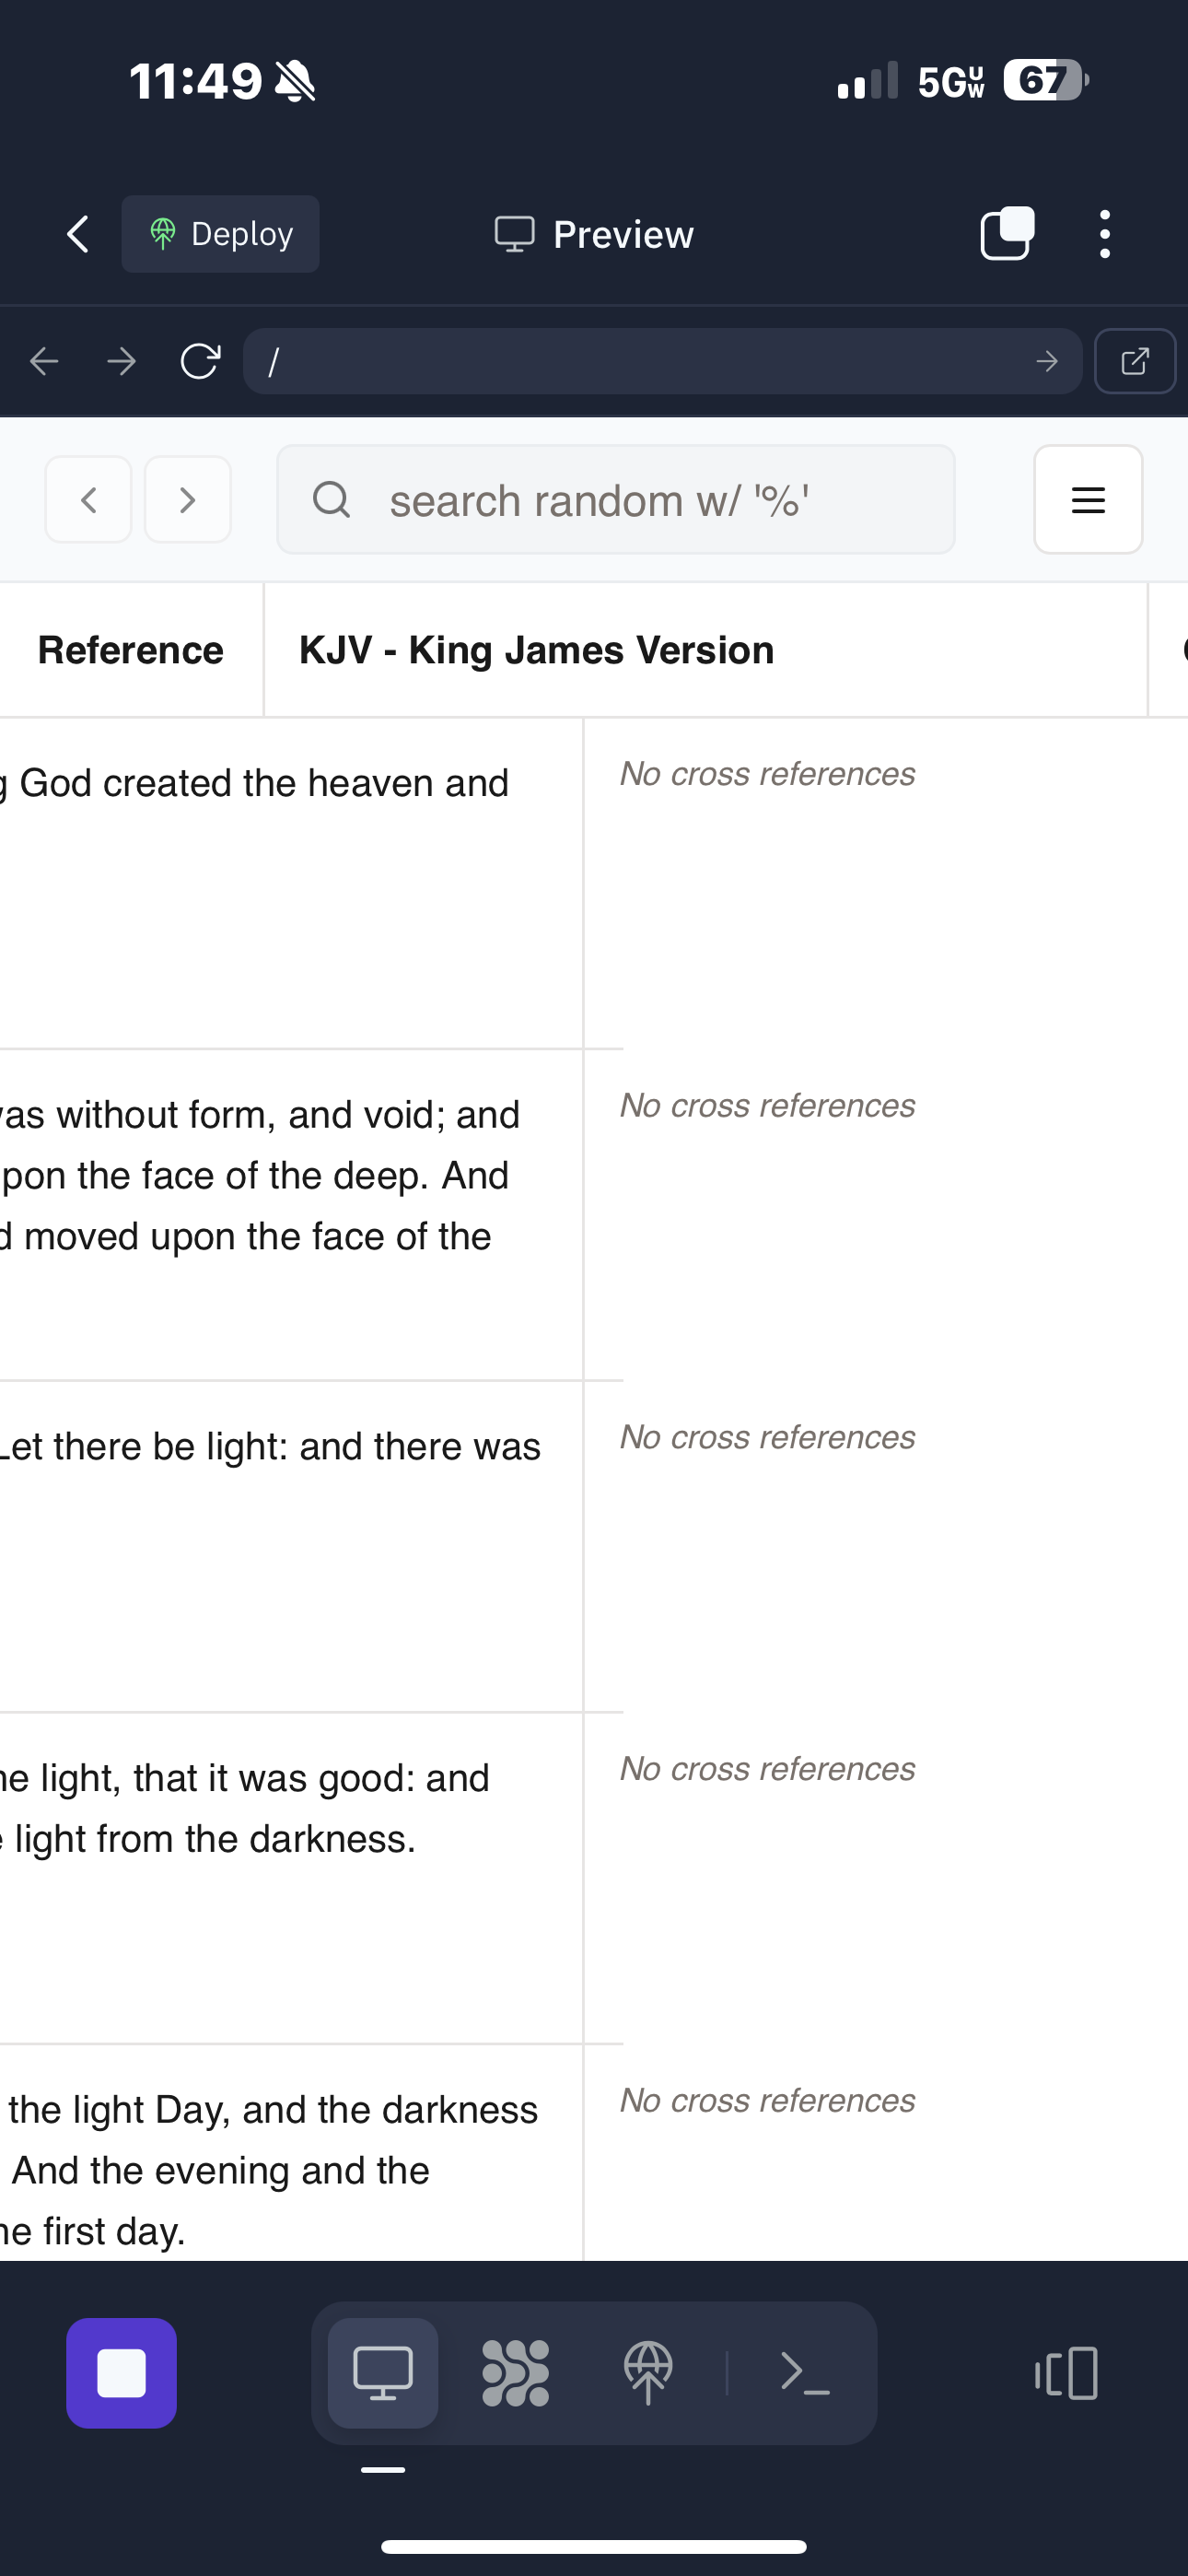 11:49
5G UW
67
Deploy
Preview
/
search random w/ '%'
Reference
KJV - King James Version
God created the heaven and
No cross references
without form, and void; and
the face of the deep. And
moved upon the face of the
No cross references
Let there be light: and there was
No cross references
light, that it was good: and
light from the darkness.
No cross references
the light Day, and the darkness
And the evening and the
first day.
No cross references